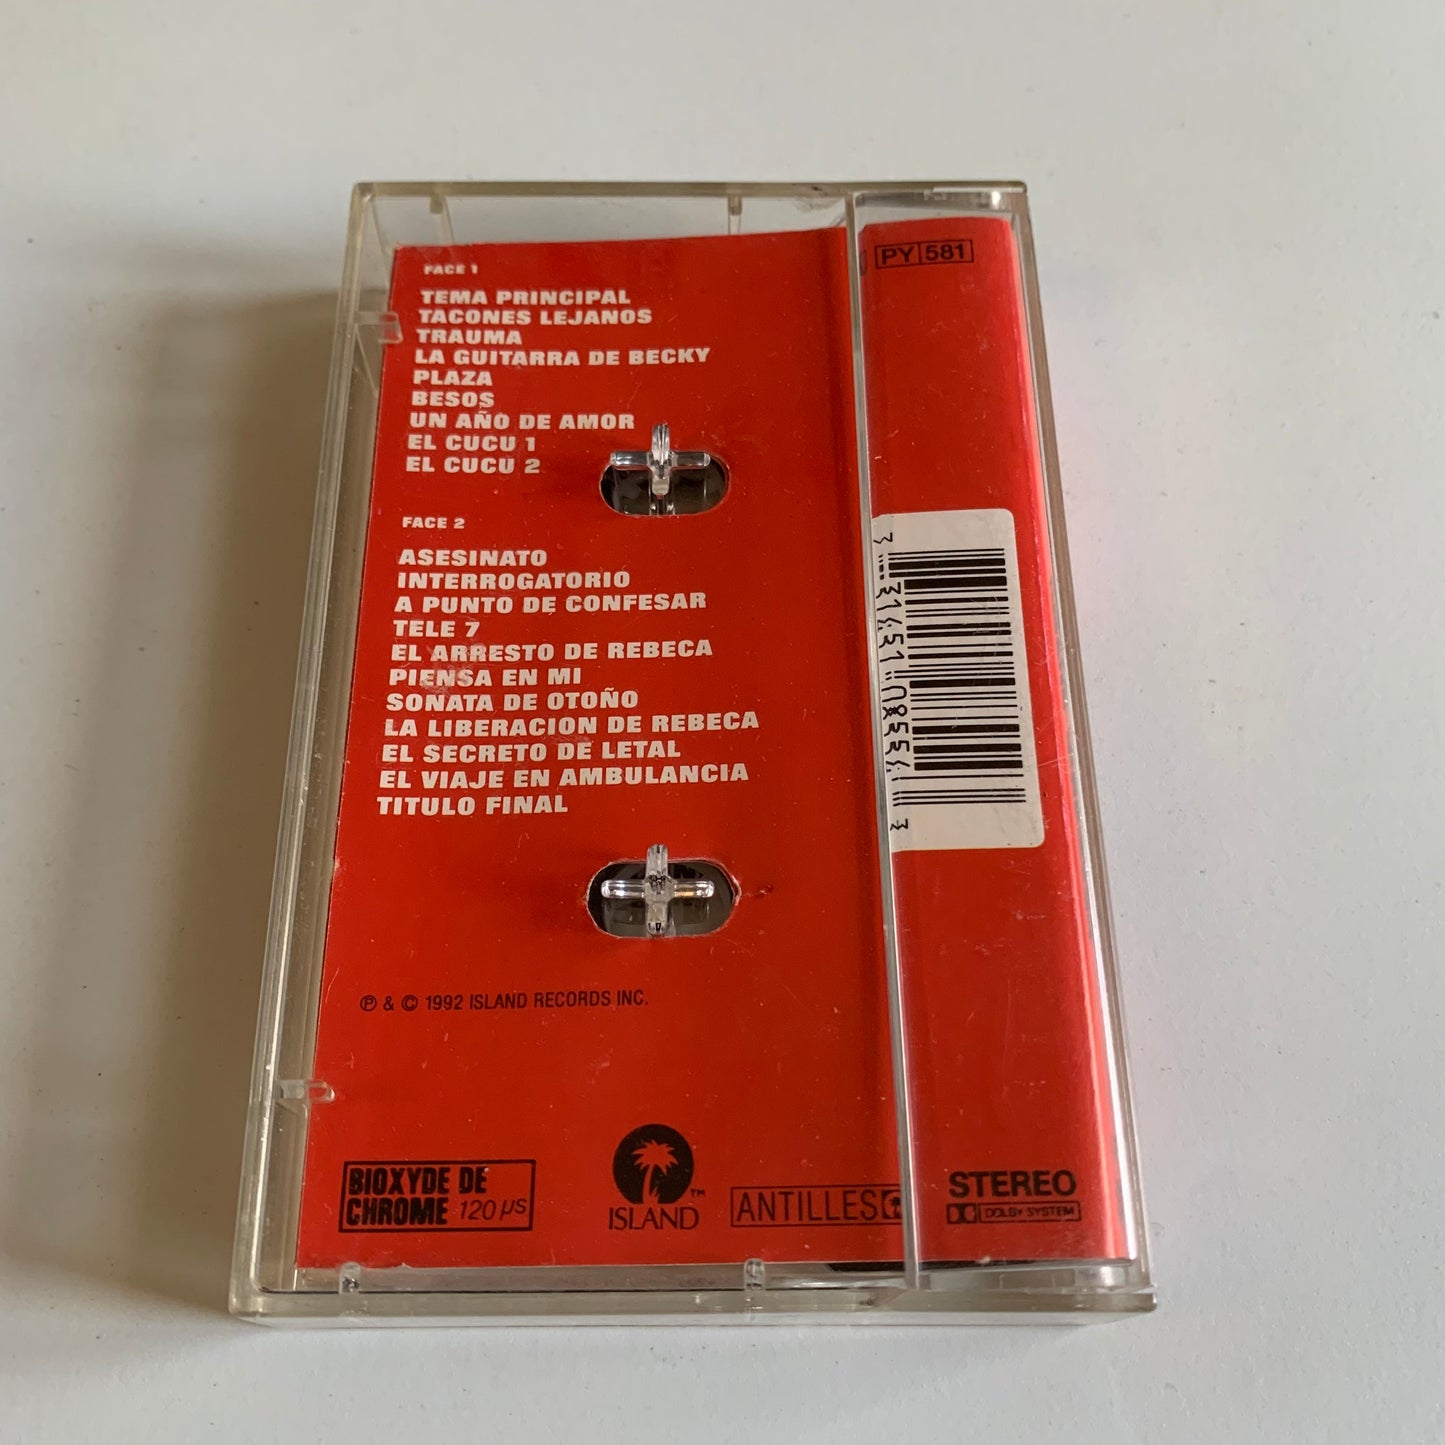 FACE 1
TEMA PRINCIPAL
TACONES LEJANOS
TRAUMA
LA GUITARRA DE BECKY
PLAZA
BESOS
UN AÑO DE AMOR
EL CUCU 1
EL CUCU 2
FACE 2
ASESINATO
INTERROGATORIO
A PUNTO DE CONFESAR
TELE 7
EL ARRESTO DE REBECA
PIENSA EN MI
SONATA DE OTOÑO
LA LIBERACION DE REBECA
EL SECRETO DE LETAL
EL VIAJE EN AMBULANCIA
TITULO FINAL
℗ & © 1992 ISLAND RECORDS INC.
BIOXYDE DE
CHROME 120 µs
ISLAND ™
ANTILLES
PY 581
STEREO
DOLBY SYSTEM